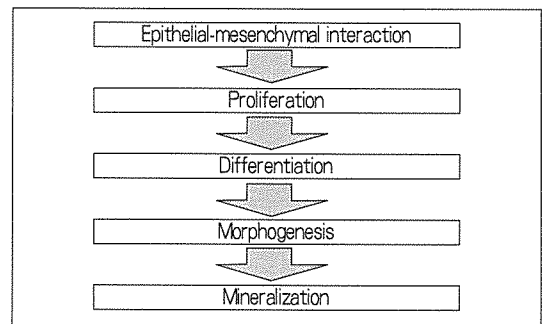 Epithelial-mesenchymal interaction
Proliferation
Differentiation
Morphogenesis
Mineralization